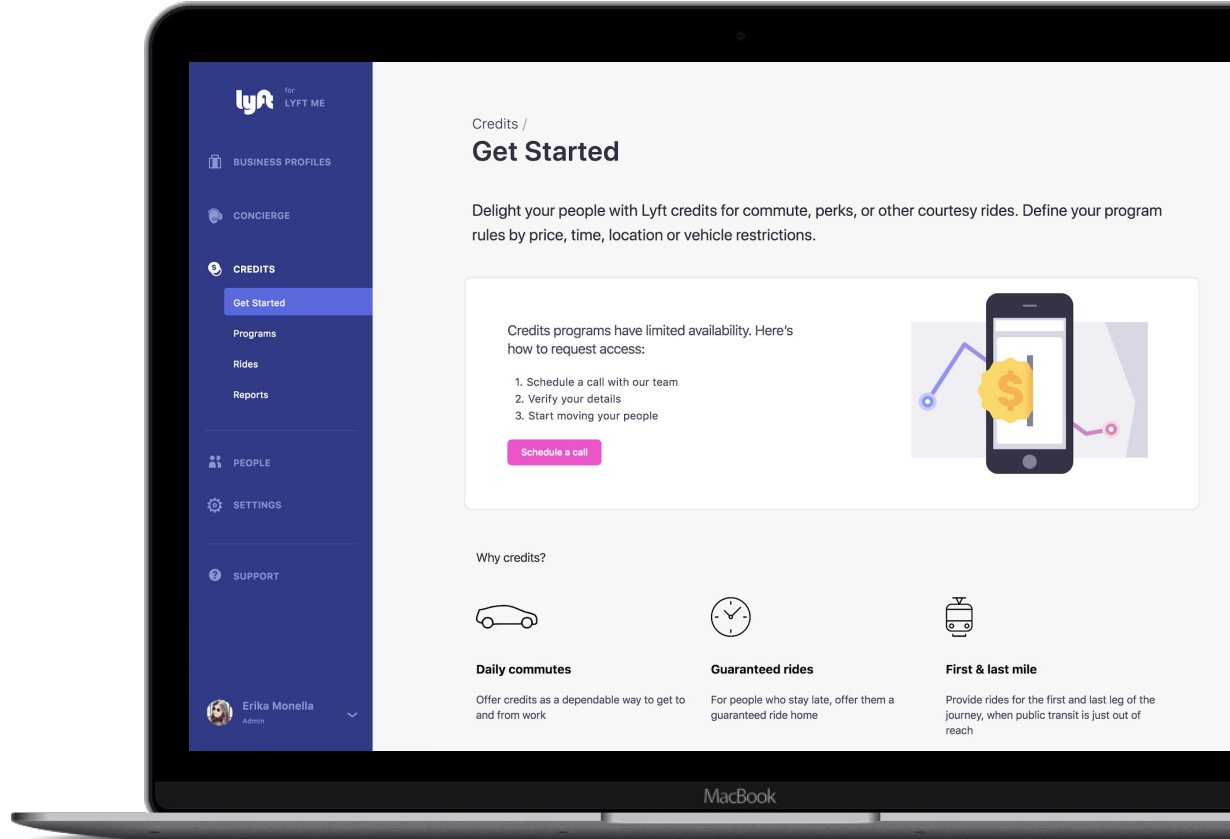 lyft for
LYFT ME
BUSINESS PROFILES
CONCIERGE
$
CREDITS
Get Started
Programs
Rides
Reports
PEOPLE
SETTINGS
?
SUPPORT
Erika Monella
Admin
Credits /
Get Started
Delight your people with Lyft credits for commute, perks, or other courtesy rides. Define your program
rules by price, time, location or vehicle restrictions.
Credits programs have limited availability. Here’s
how to request access:
1. Schedule a call with our team
2. Verify your details
3. Start moving your people
Schedule a call
$
Why credits?
Daily commutes
Offer credits as a dependable way to get to
and from work
Guaranteed rides
For people who stay late, offer them a
guaranteed ride home
First & last mile
Provide rides for the first and last leg of the
journey, when public transit is just out of
reach
MacBook